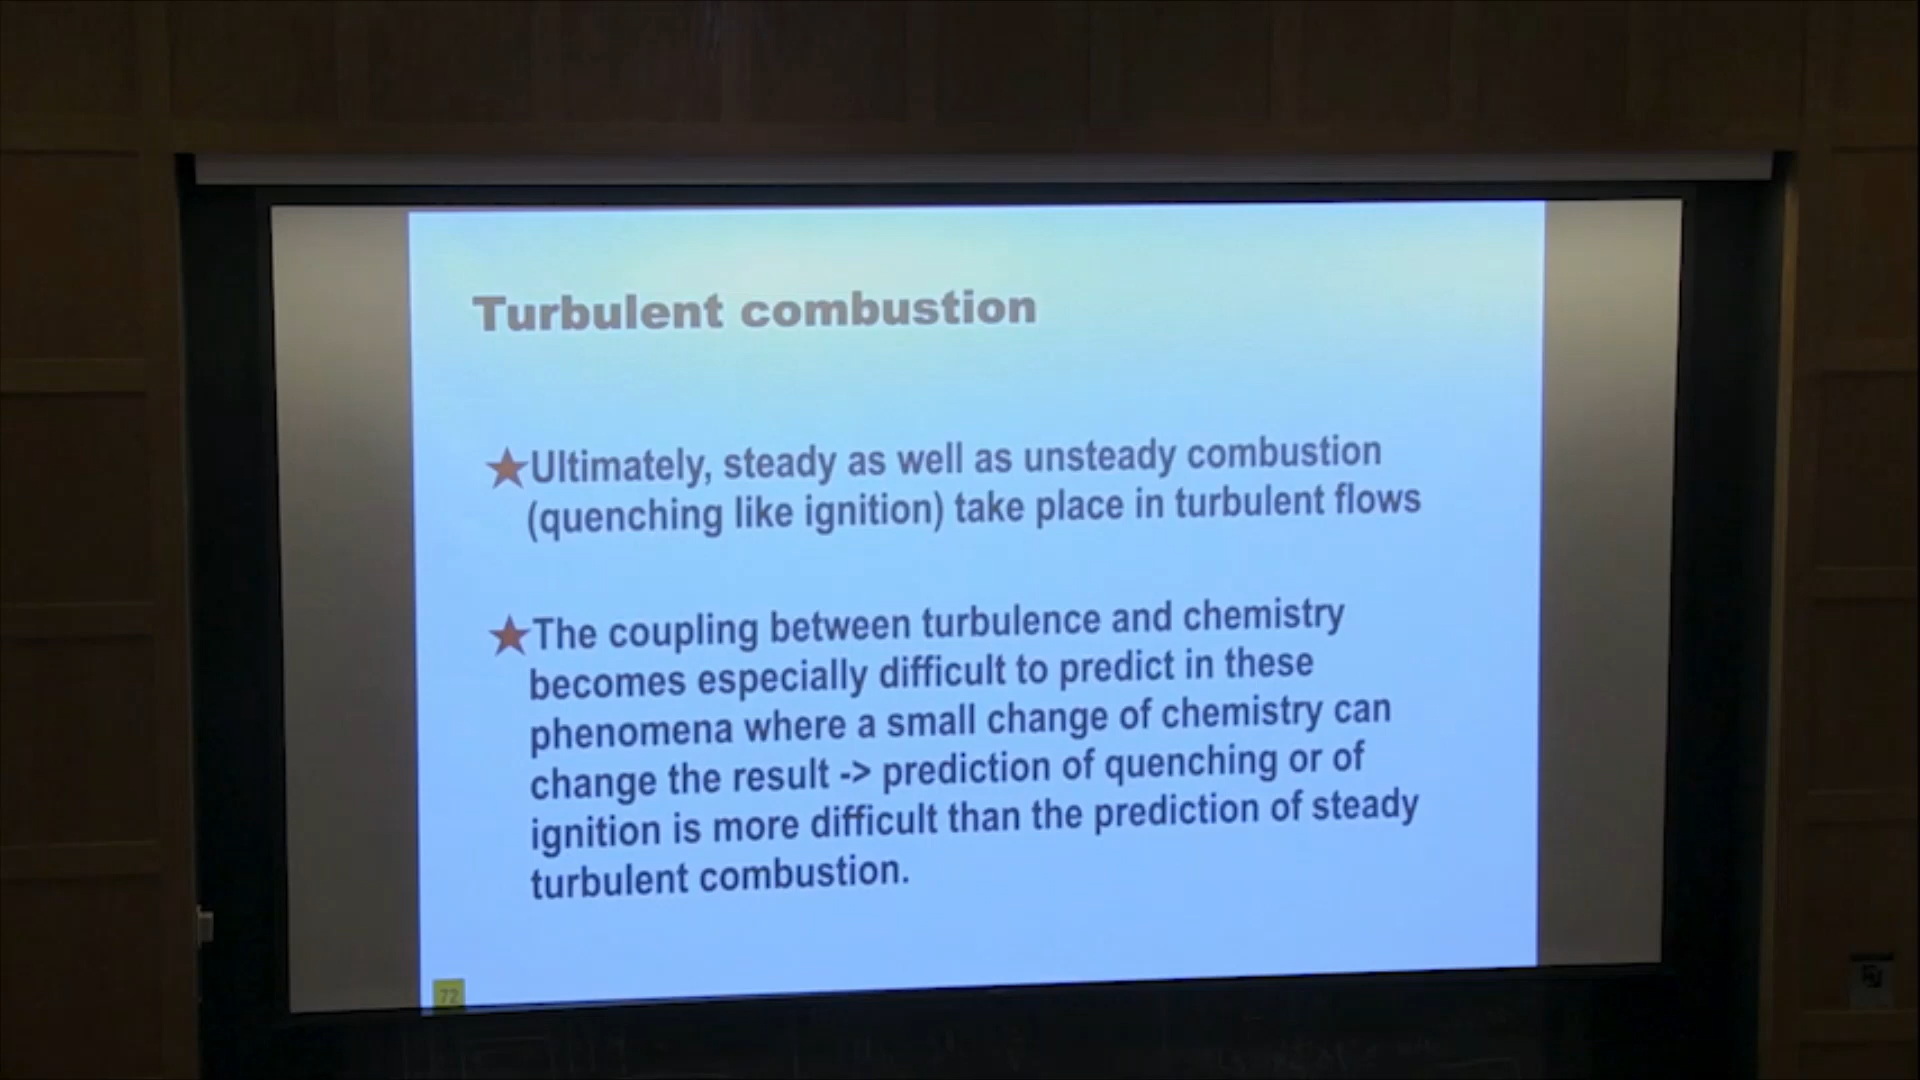 Turbulent combustion
Ultimately, steady as well as unsteady combustion
(quenching like ignition) take place in turbulent flows
The coupling between turbulence and chemistry
becomes especially difficult to predict in these
phenomena where a small change of chemistry can
change the result -> prediction of quenching or of
ignition is more difficult than the prediction of steady
turbulent combustion.
72